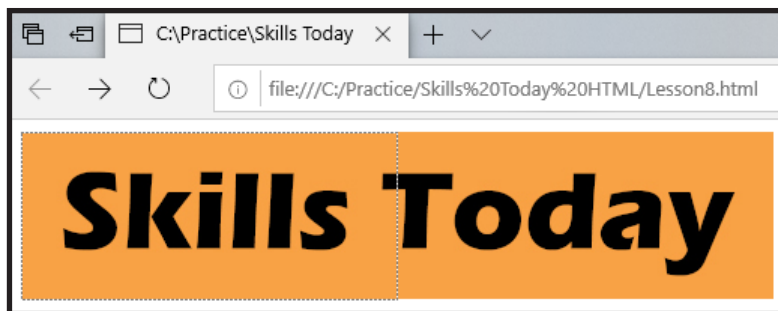 C:\Practice\Skills Today
file:///C:/Practice/Skills%20Today%20HTML/Lesson8.html
Skills Today